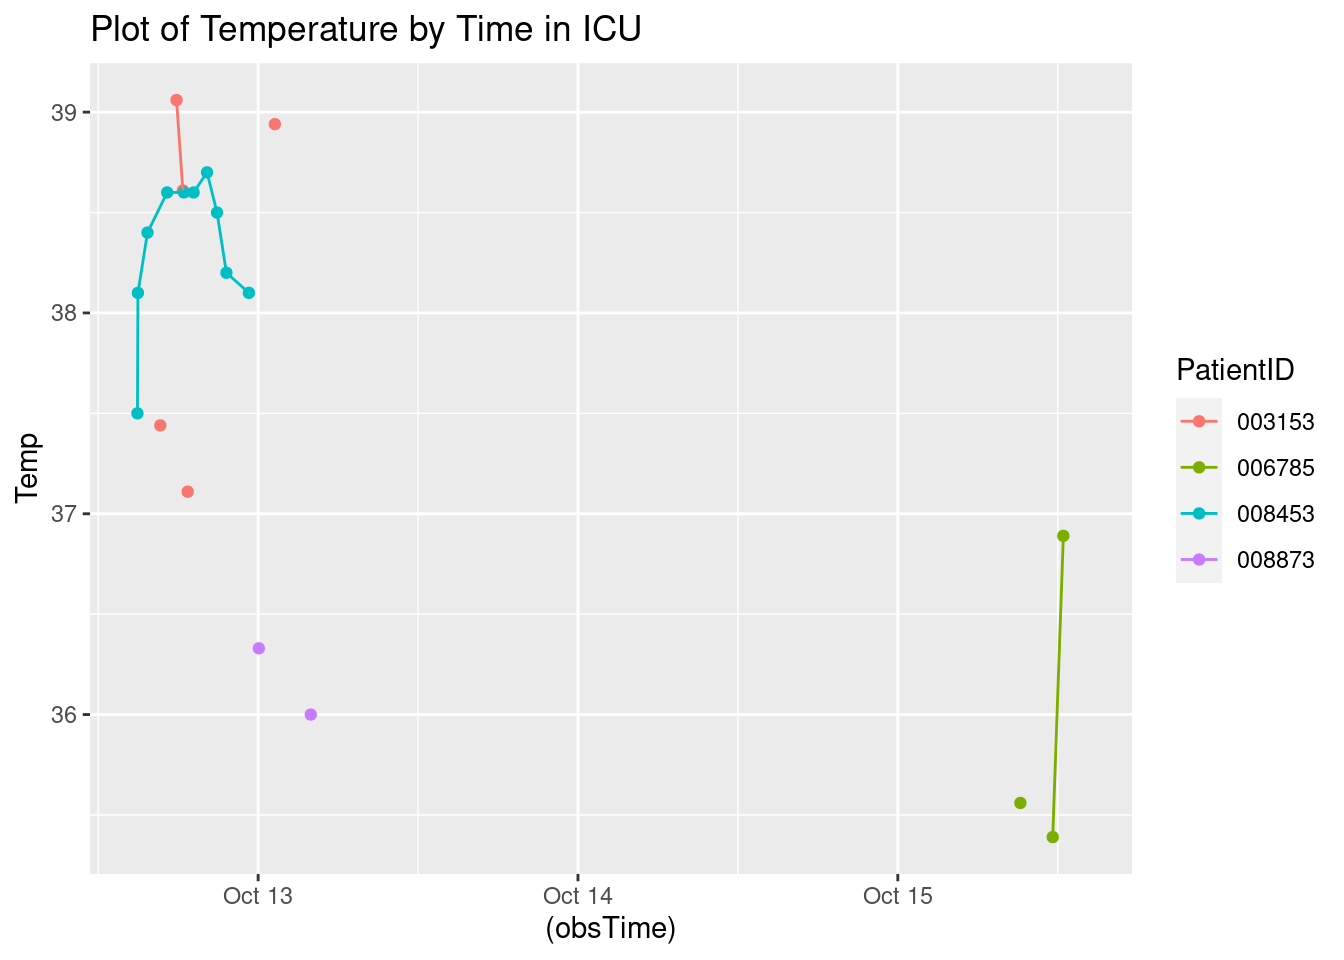 Plot of Temperature by Time in ICU
39
38
37
36
Temp
Oct 13
Oct 14
Oct 15
(obsTime)
PatientID
003153
006785
008453
008873